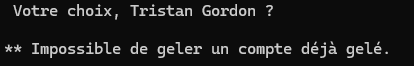 Votre choix, Tristan Gordon ?
** Impossible de geler un compte déjà gelé.